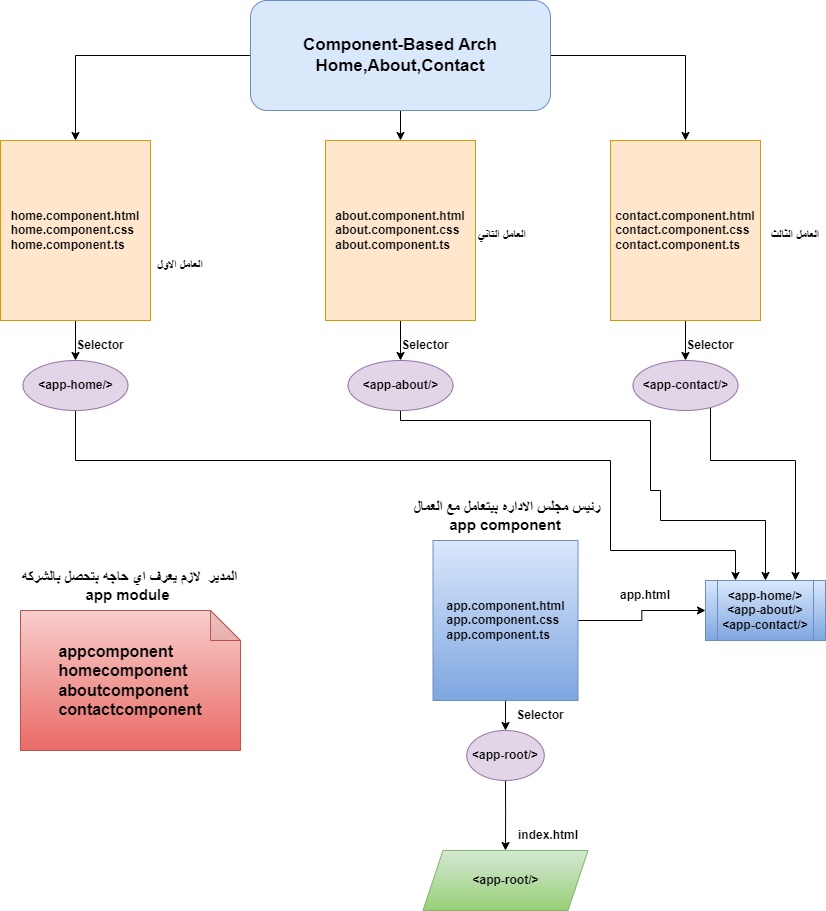 Component-Based Arch
Home,About,Contact
home.component.html
home.component.css
home.component.ts
العامل الاول
about.component.html
about.component.css
about.component.ts
العامل التاني
contact.component.html
contact.component.css
contact.component.ts
العامل الثالث
Selector
Selector
Selector
<app-home/>
<app-about/>
<app-contact/>
رئيس مجلس الاداره بيتعامل مع العمال
app component
app.component.html
app.component.css
app.component.ts
app.html
<app-home/>
<app-about/>
<app-contact/>
المدير لازم يعرف اي حاجه بتحصل بالشركه
app module
appcomponent
homecomponent
aboutcomponent
contactcomponent
Selector
<app-root/>
index.html
<app-root/>